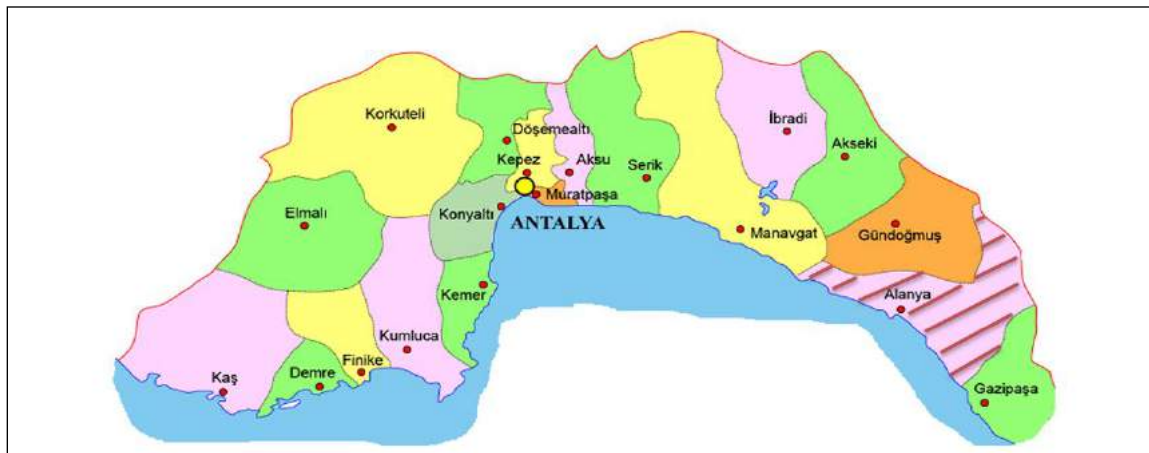 Korkuteli
Döşemealtı
Kepez
Aksu
Serik
İbradi
Akseki
Elmalı
Konyaltı
Muratpaşa
ANTALYA
Manavgat
Gündoğmuş
Kemer
Alanya
Kumluca
Kaş
Demre
Finike
Gazipaşa